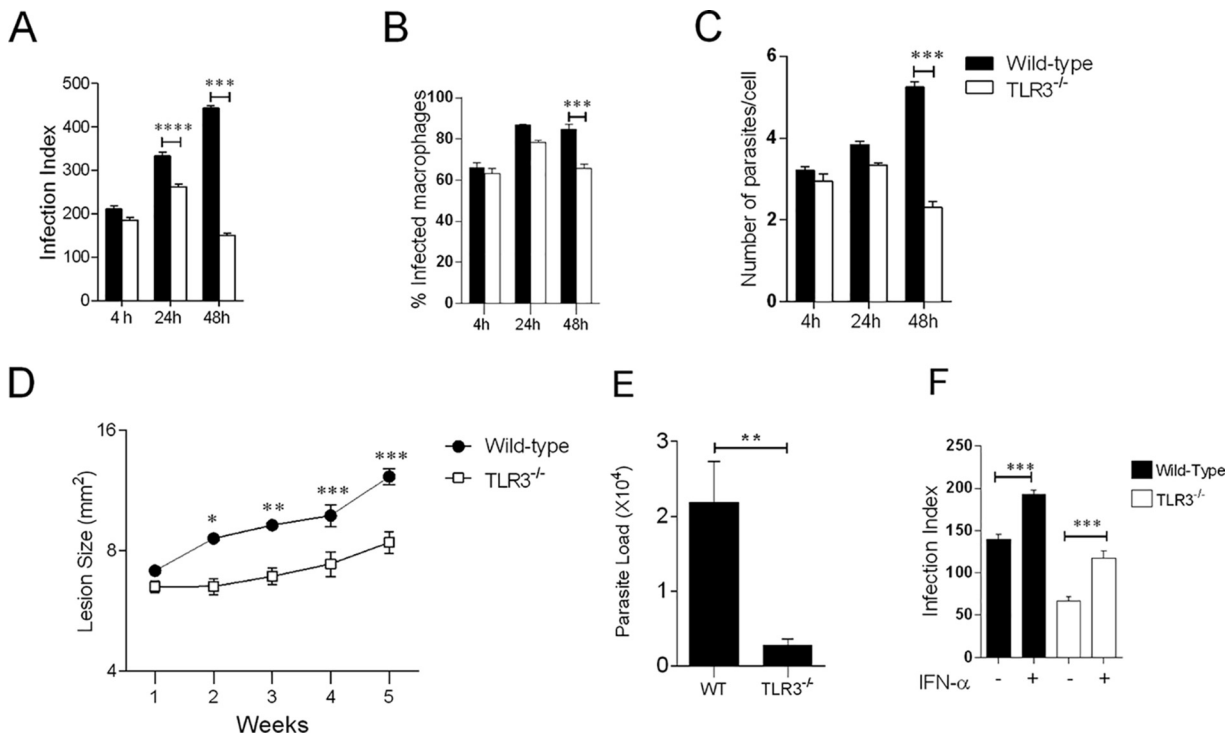 A
Infection Index
500
400
300
200
100
0
****
***
4 h
24h
48h
B
% Infected macrophages
100
80
60
40
20
0
***
4h
24h
48h
C
Number of parasites/cell
6
4
2
0
***
4h
24h
48h
Wild-type
TLR3-/-
D
Lesion Size (mm²)
16
8
4
*
**
***
***
1 2 3 4 5
Weeks
Wild-type
TLR3-/-
E
Parasite Load (X10⁴)
3
2
1
0
**
WT
TLR3-/-
F
Infection Index
250
200
150
100
50
0
***
***
IFN-α - + - +
Wild-Type
TLR3-/-